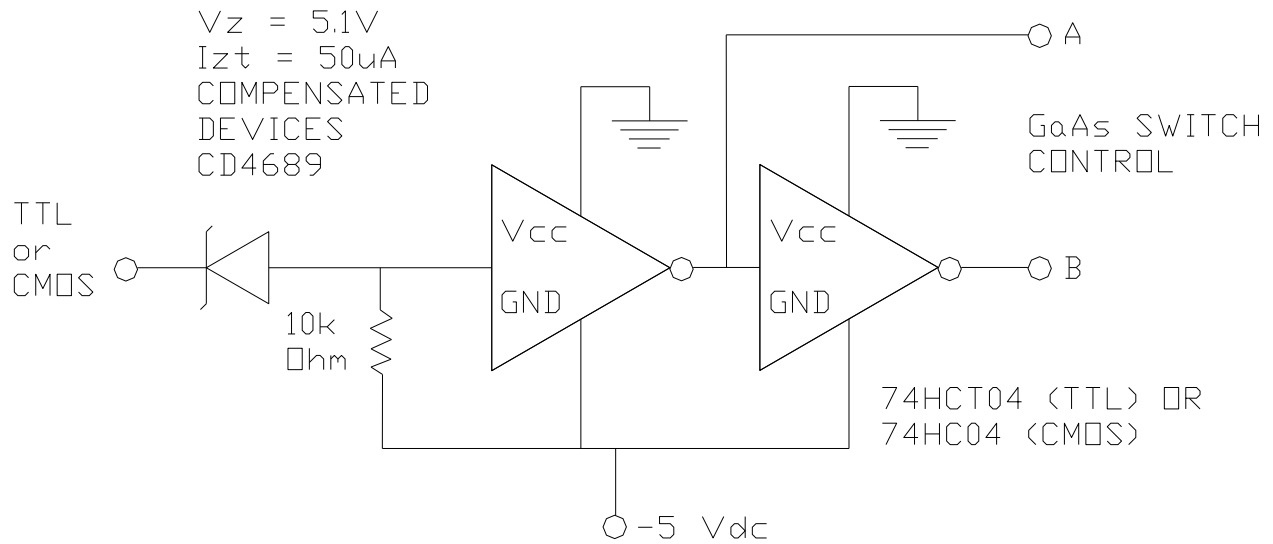 Vz = 5.1V
Izt = 50uA
COMPENSATED
DEVICES
CD4689
A
GaAs SWITCH
CONTROL
TTL
or
CMOS
Vcc
GND
Vcc
GND
B
10k
Ohm
74HCT04 (TTL) OR
74HC04 (CMOS)
-5 Vdc